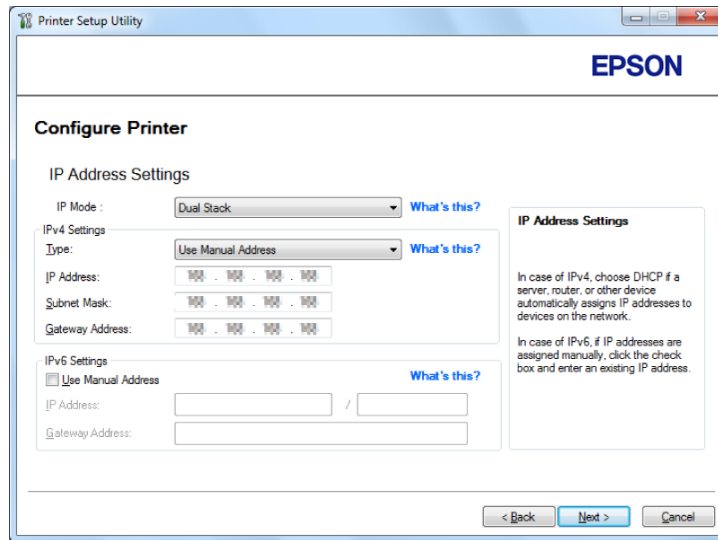 Printer Setup Utility
EPSON
Configure Printer
IP Address Settings
IP Mode :
Dual Stack
What's this?
IPv4 Settings
Type:
Use Manual Address
What's this?
IP Address:
Subnet Mask:
Gateway Address:
IPv6 Settings
Use Manual Address
What's this?
IP Address:
/
Gateway Address:
IP Address Settings
In case of IPv4, choose DHCP if a
server, router, or other device
automatically assigns IP addresses to
devices on the network.
In case of IPv6, if IP addresses are
assigned manually, click the check
box and enter an existing IP address.
< Back
Next >
Cancel